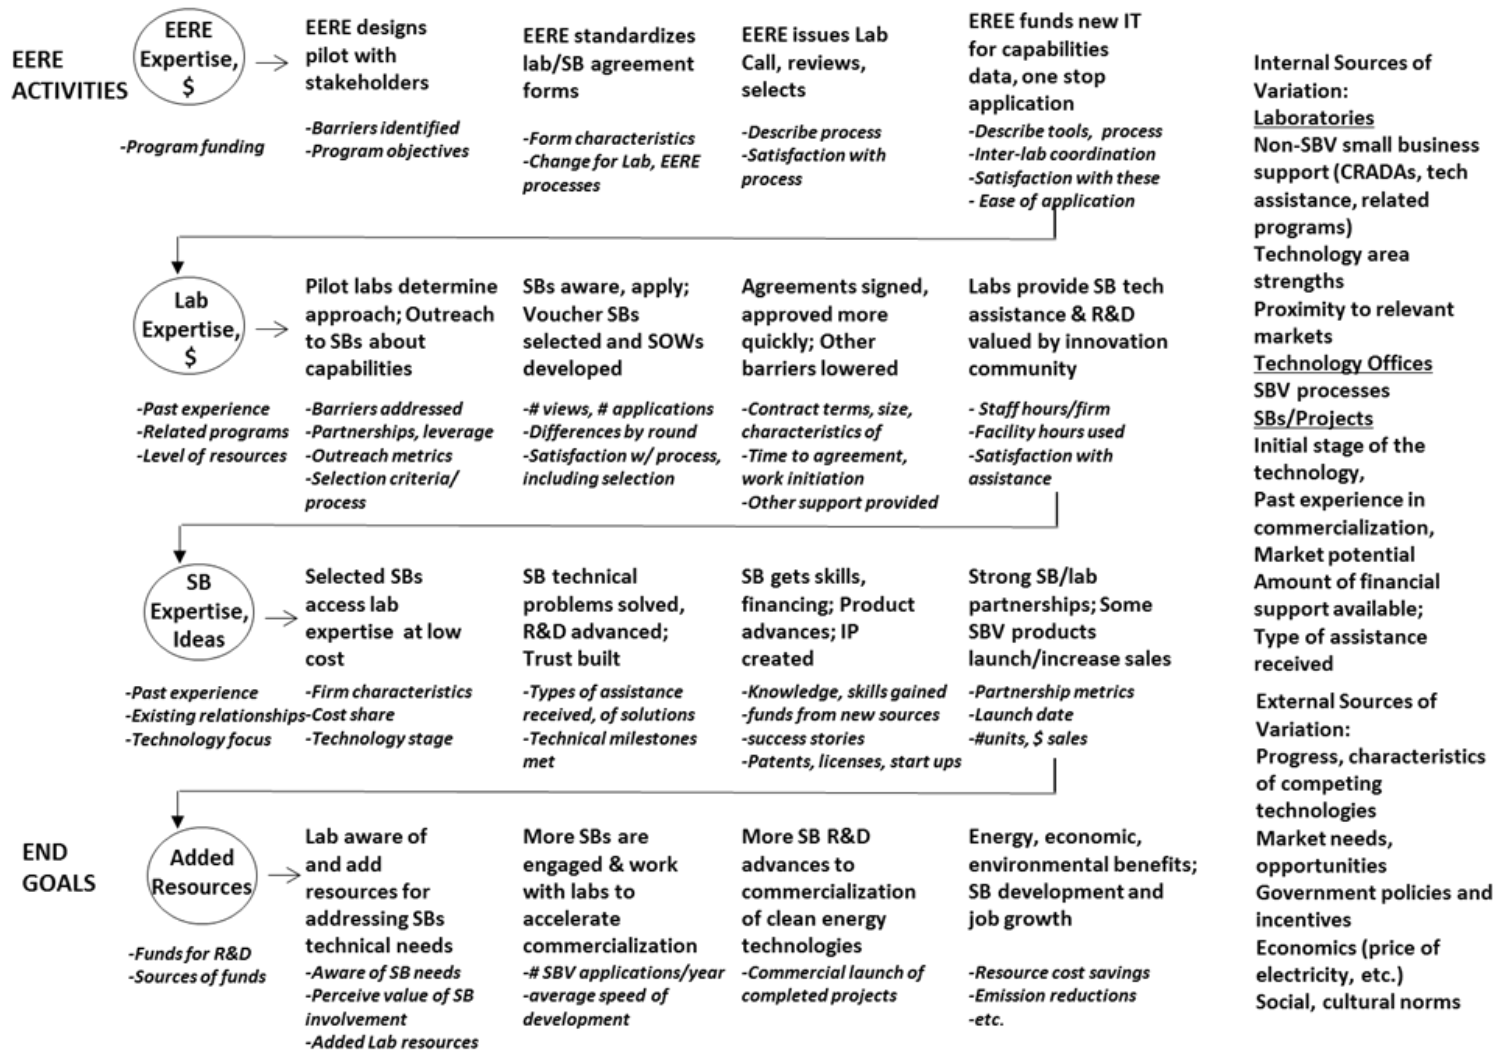 EERE
ACTIVITIES
EERE
Expertise,
$
-Program funding
EERE designs
pilot with
stakeholders
-Barriers identified
-Program objectives
EERE standardizes
lab/SB agreement
forms
-Form characteristics
-Change for Lab, EERE
processes
EERE issues Lab
Call, reviews,
selects
-Describe process
-Satisfaction with
process
EREE funds new IT
for capabilities
data, one stop
application
-Describe tools,  process
-Inter-lab coordination
-Satisfaction with these
- Ease of application
Lab
Expertise,
$
-Past experience
-Related programs
-Level of resources
Pilot labs determine
approach; Outreach
to SBs about
capabilities
-Barriers addressed
-Partnerships, leverage
-Outreach metrics
-Selection criteria/
process
SBs aware, apply;
Voucher SBs
selected and SOWs
developed
-# views, # applications
-Differences by round
-Satisfaction w/ process,
including selection
Agreements signed,
approved more
quickly; Other
barriers lowered
-Contract terms, size,
characteristics of
-Time to agreement,
work initiation
-Other support provided
Labs provide SB tech
assistance & R&D
valued by innovation
community
- Staff hours/firm
-Facility hours used
-Satisfaction with
assistance
SB
Expertise,
Ideas
-Past experience
-Existing relationships
-Technology focus
Selected SBs
access lab
expertise  at low
cost
-Firm characteristics
-Cost share
-Technology stage
SB technical
problems solved,
R&D advanced;
Trust built
-Types of assistance
received, of solutions
-Technical milestones
met
SB gets skills,
financing; Product
advances; IP
created
-Knowledge, skills gained
-funds from new sources
-success stories
-Patents, licenses, start ups
Strong SB/lab
partnerships; Some
SBV products
launch/increase sales
-Partnership metrics
-Launch date
-#units, $ sales
END
GOALS
Added
Resources
-Funds for R&D
-Sources of funds
Lab aware of
and add
resources for
addressing SBs
technical needs
-Aware of SB needs
-Perceive value of SB
involvement
-Added Lab resources
More SBs are
engaged & work
with labs to
accelerate
commercialization
-# SBV applications/year
-average speed of
development
More SB R&D
advances to
commercialization
of clean energy
technologies
-Commercial launch of
completed projects
Energy, economic,
environmental benefits;
SB development and
job growth
-Resource cost savings
-Emission reductions
-etc.
Internal Sources of
Variation:
Laboratories
Non-SBV small business
support (CRADAs, tech
assistance, related
programs)
Technology area
strengths
Proximity to relevant
markets
Technology Offices
SBV processes
SBs/Projects
Initial stage of the
technology,
Past experience in
commercialization,
Market potential
Amount of financial
support available;
Type of assistance
received
External Sources of
Variation:
Progress, characteristics
of competing
technologies
Market needs,
opportunities
Government policies and
incentives
Economics (price of
electricity, etc.)
Social, cultural norms